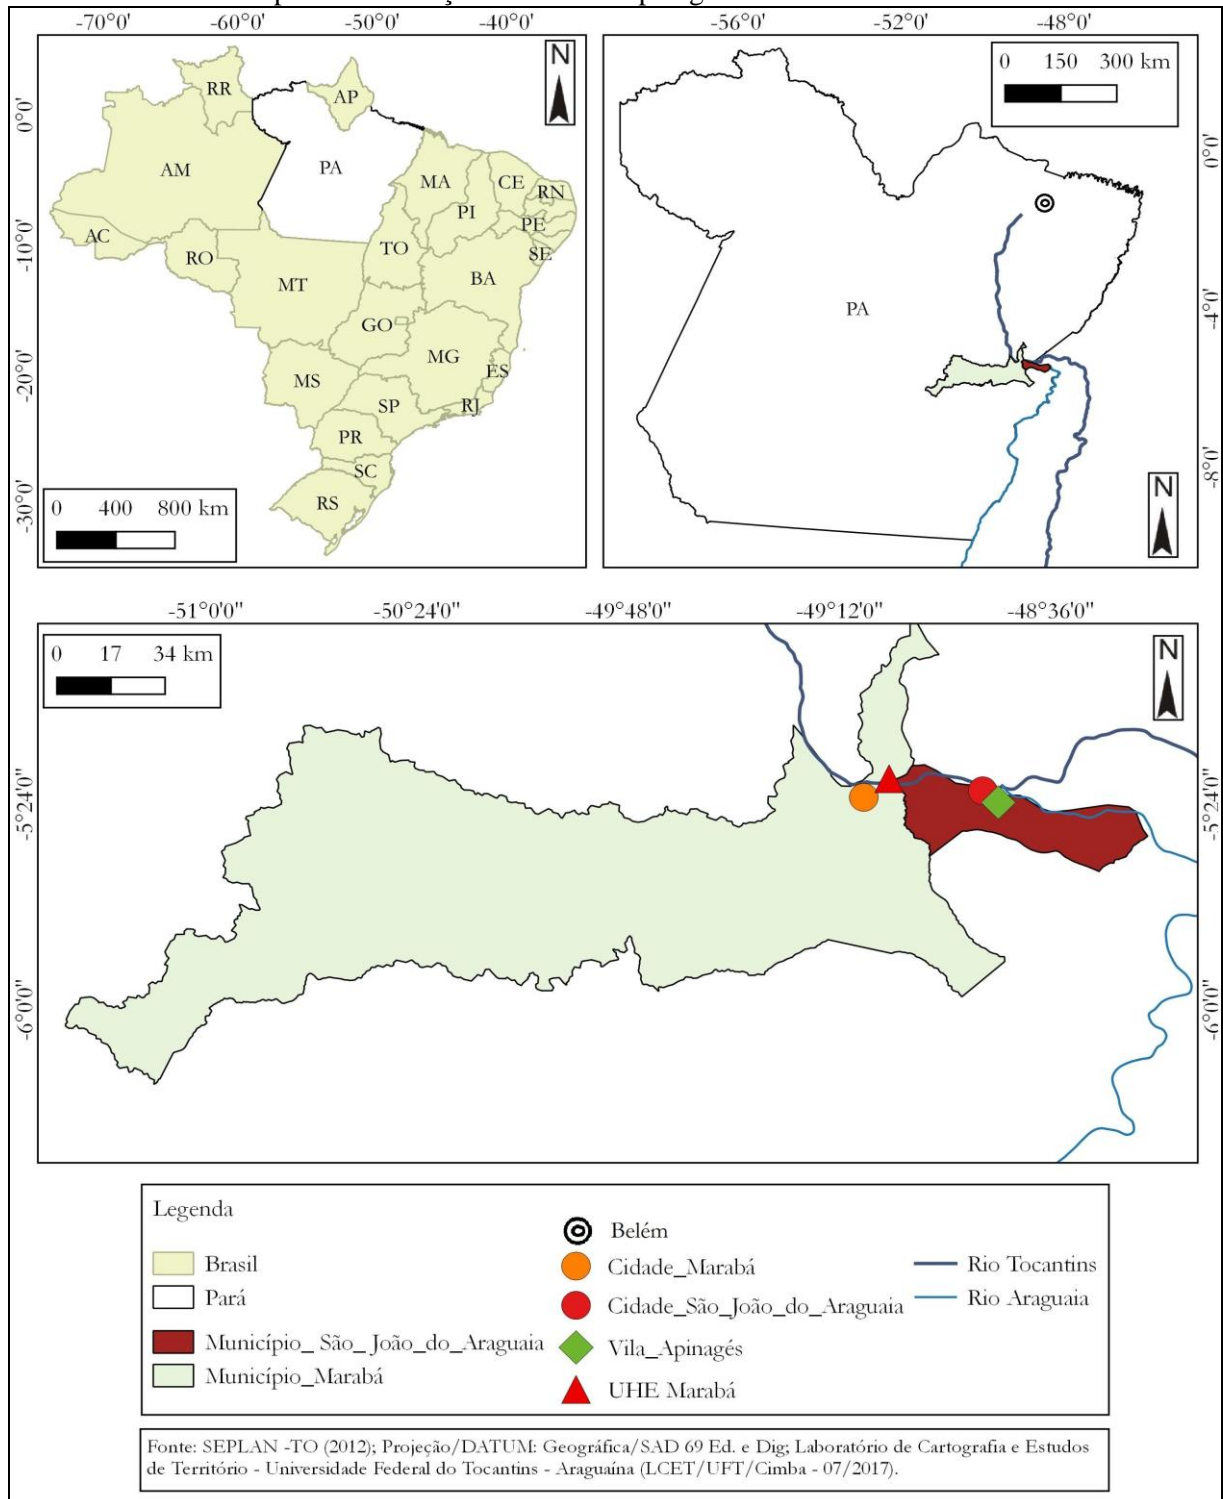 -70°0'
-60°0'
-50°0'
-40°0'
-56°0'
-52°0'
-48°0'
N
0 150 300 km
RR
AP
AM
PA
MA
CE
RN
PI
PE
AC
TO
SE
RO
BA
MT
GO
MG
ES
MS
SP
RJ
PR
SC
RS
0°0'
-10°0'
-20°0'
-30°0'
0 400 800 km
PA
0°0'
-4°0'
-8°0'
N
-51°0'0"
-50°24'0"
-49°48'0"
-49°12'0"
-48°36'0"
0 17 34 km
N
-5°24'0"
-6°0'0"
-5°24'0"
-6°0'0"
Legenda
Brasil
Pará
Município_ São_ João_do_Araguaia
Município_Marabá
Belém
Cidade_Marabá
Cidade_São_João_do_Araguaia
Vila_Apinagés
UHE Marabá
Rio Tocantins
Rio Araguaia
Fonte: SEPLAN -TO (2012); Projeção/DATUM: Geográfica/SAD 69 Ed. e Dig; Laboratório de Cartografia e Estudos
de Território - Universidade Federal do Tocantins - Araguaína (LCET/UFT/Cimba - 07/2017).